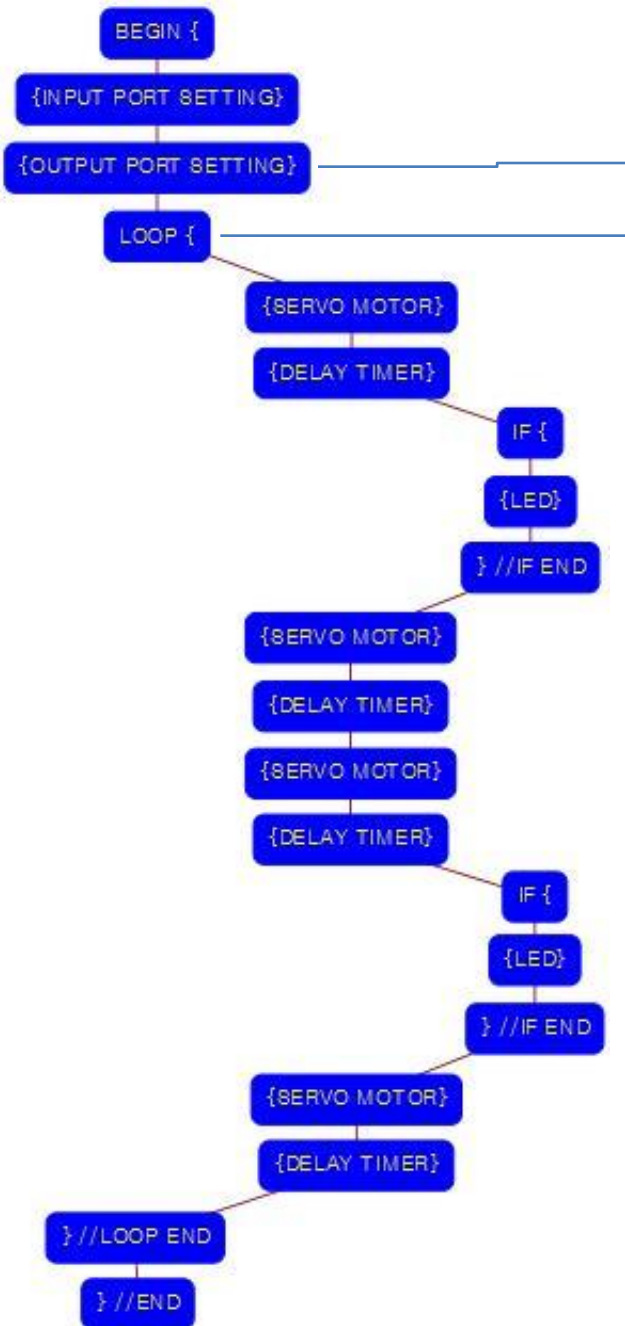 BEGIN {
{INPUT PORT SETTING}
{OUTPUT PORT SETTING}
LOOP {
{SERVO MOTOR}
{DELAY TIMER}
IF {
{LED}
} //IF END
{SERVO MOTOR}
{DELAY TIMER}
{SERVO MOTOR}
{DELAY TIMER}
IF {
{LED}
} //IF END
{SERVO MOTOR}
{DELAY TIMER}
} //LOOP END
} //END